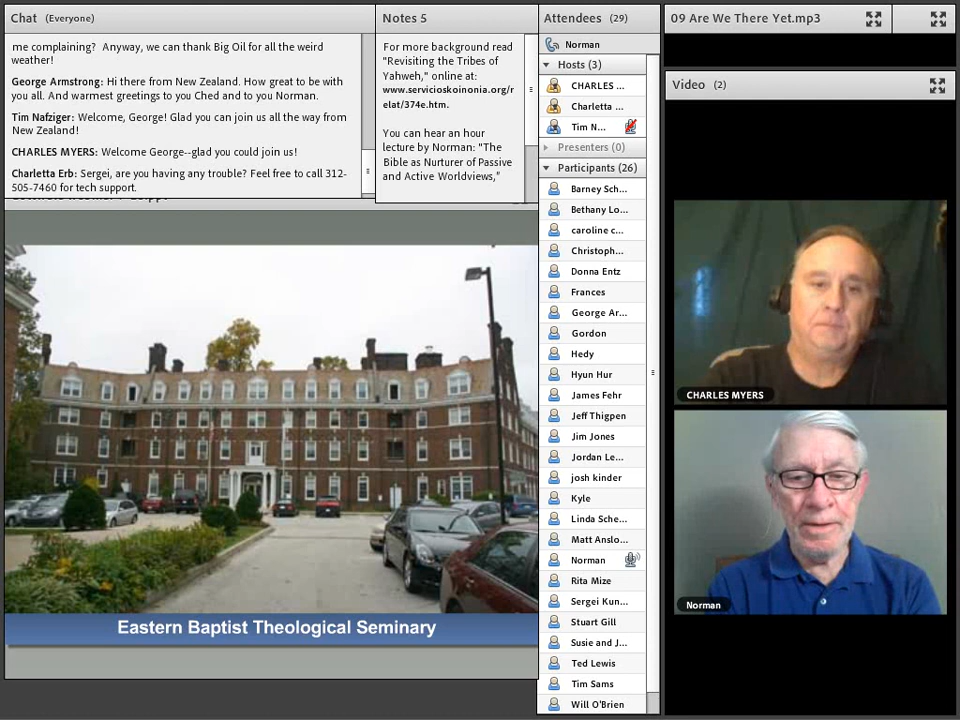 Chat (Everyone)
me complaining? Anyway, we can thank Big Oil for all the weird
weather!
George Armstrong: Hi there from New Zealand. How great to be with
you all. And warmest greetings to you Ched and to you Norman.
Tim Nafziger: Welcome, George! Glad you can join us all the way from
New Zealand!
CHARLES MYERS: Welcome George--glad you could join us!
Charletta Erb: Sergei, are you having any trouble? Feel free to call 312-
505-7460 for tech support.
Notes 5
For more background read
"Revisiting the Tribes of
Yahweh," online at:
www.servicioskoinonia.org/r
elat/374e.htm.
You can hear an hour
lecture by Norman: "The
Bible as Nurturer of Passive
and Active Worldviews,"
Eastern Baptist Theological Seminary
Attendees (29)
Norman
Hosts (3)
CHARLES ...
Charletta ...
Tim N...
Presenters (0)
Participants (26)
Barney Sch...
Bethany Lo...
caroline c...
Christoph...
Donna Entz
Frances
George Ar...
Gordon
Hedy
Hyun Hur
James Fehr
Jeff Thigpen
Jim Jones
Jordan Le...
josh kinder
Kyle
Linda Sche...
Matt Anslo...
Norman
Rita Mize
Sergei Kun...
Stuart Gill
Susie and J...
Ted Lewis
Tim Sams
Will O'Brien
09 Are We There Yet.mp3
Video (2)
CHARLES MYERS
Norman